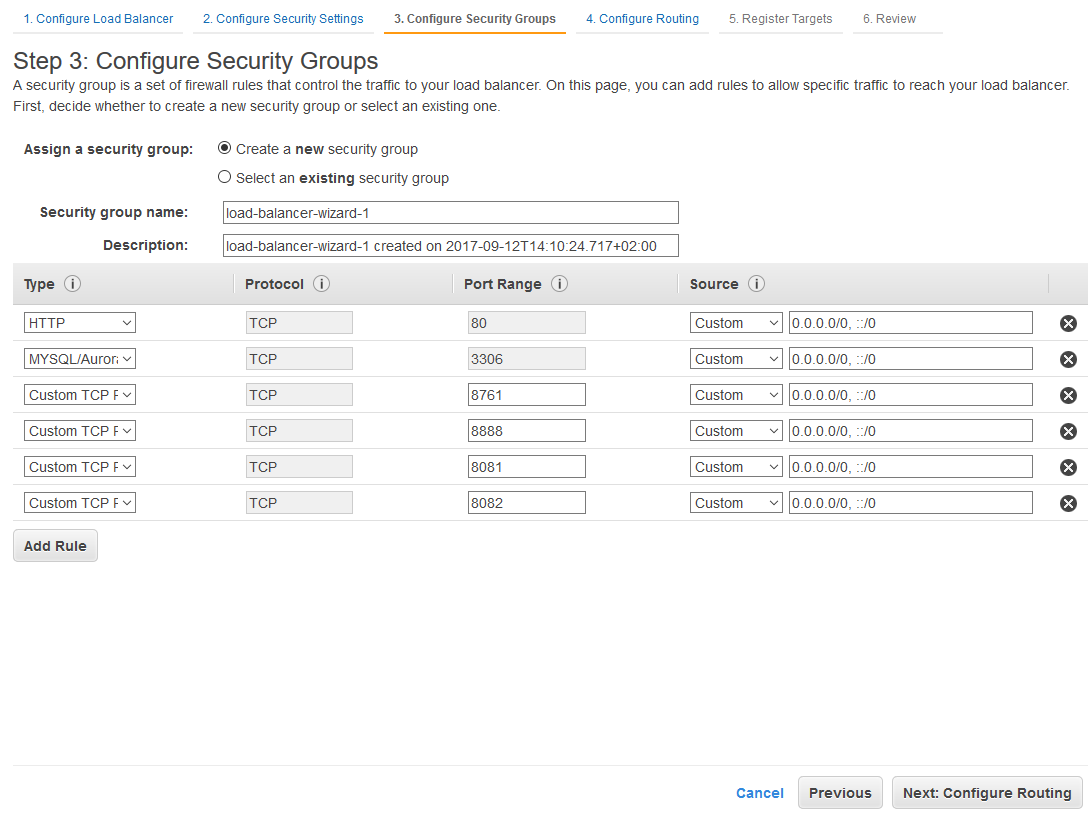 1. Configure Load Balancer 2. Configure Security Settings 3. Configure Security Groups 4. Configure Routing 5. Register Targets 6. Review
Step 3: Configure Security Groups
A security group is a set of firewall rules that control the traffic to your load balancer. On this page, you can add rules to allow specific traffic to reach your load balancer.
First, decide whether to create a new security group or select an existing one.
Assign a security group: Create a new security group
Select an existing security group
Security group name: load-balancer-wizard-1
Description: load-balancer-wizard-1 created on 2017-09-12T14:10:24.717+02:00
Type i Protocol i Port Range i Source i
HTTP TCP 80 Custom 0.0.0.0/0, ::/0
MYSQL/Aurora TCP 3306 Custom 0.0.0.0/0, ::/0
Custom TCP F TCP 8761 Custom 0.0.0.0/0, ::/0
Custom TCP F TCP 8888 Custom 0.0.0.0/0, ::/0
Custom TCP F TCP 8081 Custom 0.0.0.0/0, ::/0
Custom TCP F TCP 8082 Custom 0.0.0.0/0, ::/0
Add Rule
Cancel Previous Next: Configure Routing